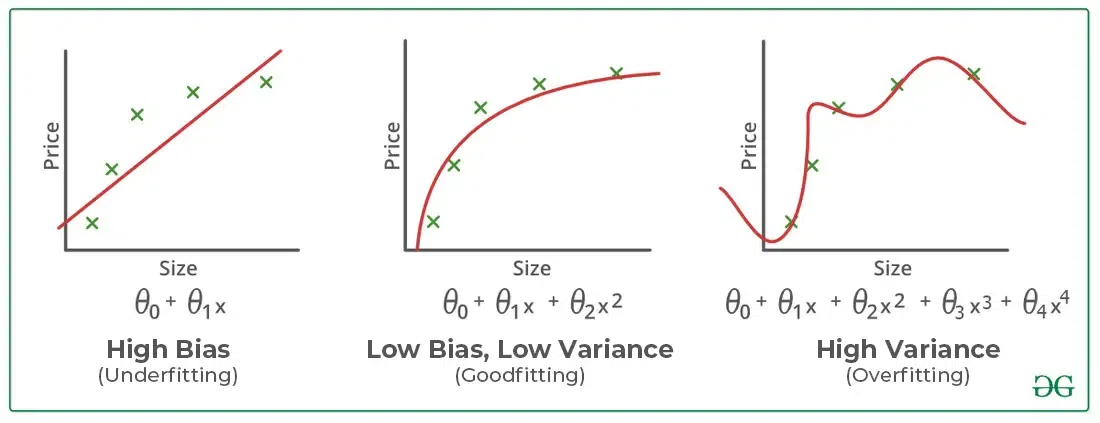 Price
Size
θ₀ + θ₁x
High Bias
(Underfitting)
Price
Size
θ₀ + θ₁x + θ₂x²
Low Bias, Low Variance
(Goodfitting)
Price
Size
θ₀ + θ₁x + θ₂x² + θ₃x³ + θ₄x⁴
High Variance
(Overfitting)